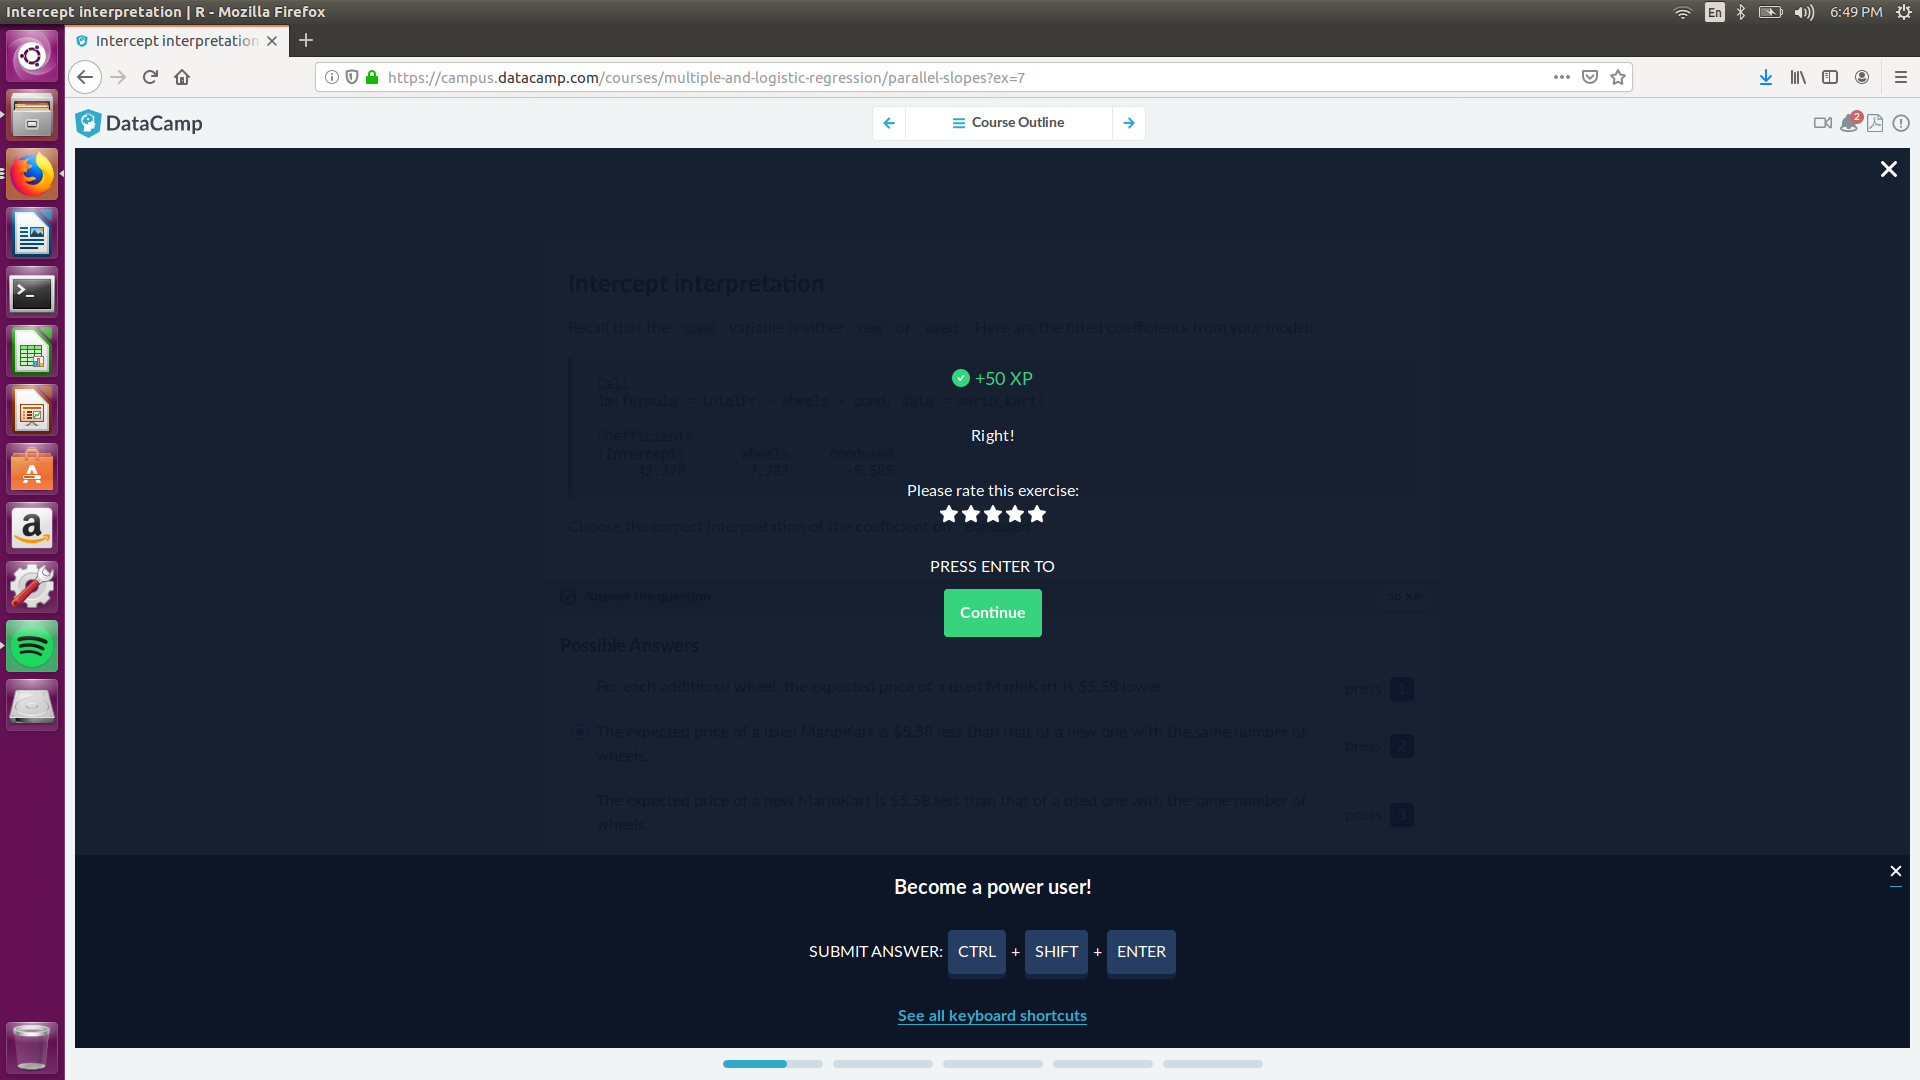 Intercept interpretation | R - Mozilla Firefox
En
6:49 PM
Intercept interpretation
https://campus.datacamp.com/courses/multiple-and-logistic-regression/parallel-slopes?ex=7
DataCamp
Course Outline
2
Intercept interpretation
Recall that the cond variable is either new or used. Here are the fitted coefficients from your model:
Call:
lm(formula = totalPr ~ wheels + cond, data = mario_kart)
+50 XP
Coefficients:
Right!
(Intercept) wheels condused
42.370 7.233 -5.585
Please rate this exercise:
Choose the correct interpretation of the coefficient on condused:
PRESS ENTER TO
Continue
Answer the question
50 XP
Possible Answers
For each additional wheel, the expected price of a used MarioKart is $5.58 lower.
press 1
The expected price of a used MarioKart is $5.58 less than that of a new one with the same number of
wheels.
press 2
The expected price of a new MarioKart is $5.58 less than that of a used one with the same number of
wheels.
press 3
Become a power user!
SUBMIT ANSWER: CTRL + SHIFT + ENTER
See all keyboard shortcuts